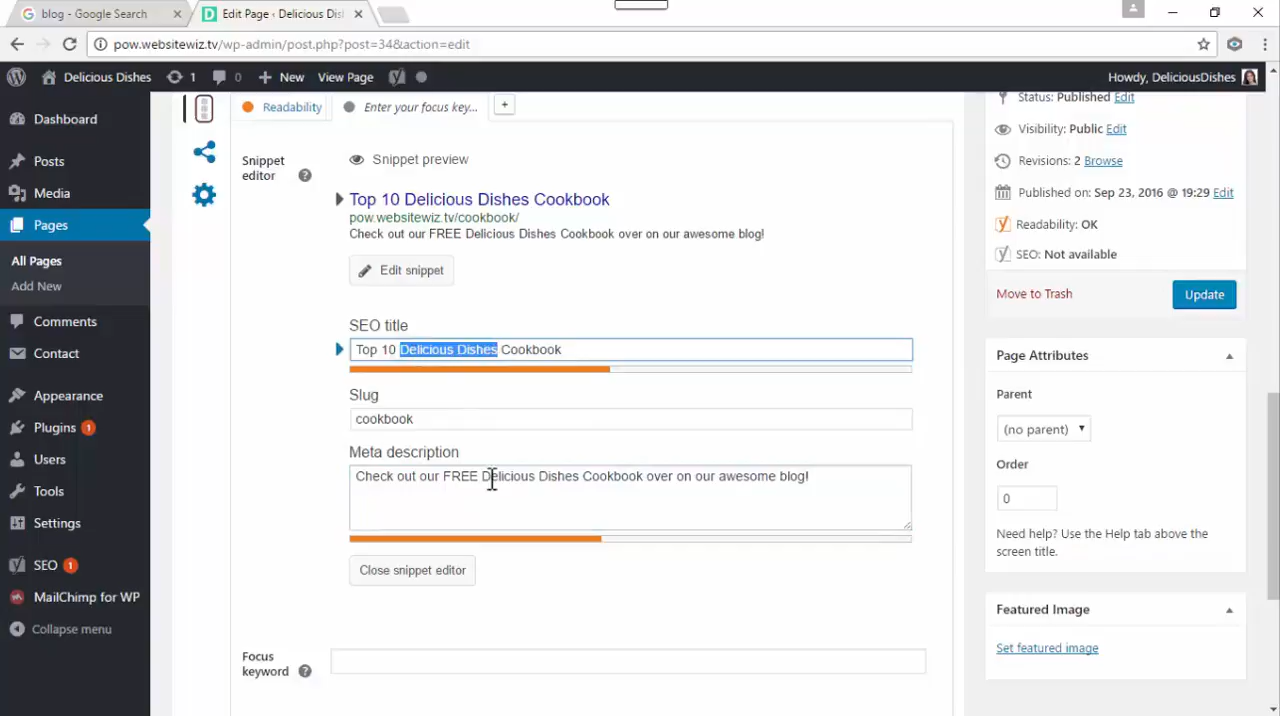 blog - Google Search
Edit Page ‹ Delicious Dis
pow.websitewiz.tv/wp-admin/post.php?post=34&action=edit
Delicious Dishes 1 0 New View Page Howdy, DeliciousDishes
Dashboard
Posts
Media
Pages
All Pages
Add New
Comments
Contact
Appearance
Plugins 1
Users
Tools
Settings
SEO 1
MailChimp for WP
Collapse menu
Readability Enter your focus key... +
Snippet editor
Snippet preview
Top 10 Delicious Dishes Cookbook
pow.websitewiz.tv/cookbook/
Check out our FREE Delicious Dishes Cookbook over on our awesome blog!
Edit snippet
SEO title
Top 10 Delicious Dishes Cookbook
Slug
cookbook
Meta description
Check out our FREE Delicious Dishes Cookbook over on our awesome blog!
Close snippet editor
Focus keyword
Status: Published Edit
Visibility: Public Edit
Revisions: 2 Browse
Published on: Sep 23, 2016 @ 19:29 Edit
Readability: OK
SEO: Not available
Move to Trash
Update
Page Attributes
Parent
(no parent)
Order
0
Need help? Use the Help tab above the
screen title.
Featured Image
Set featured image